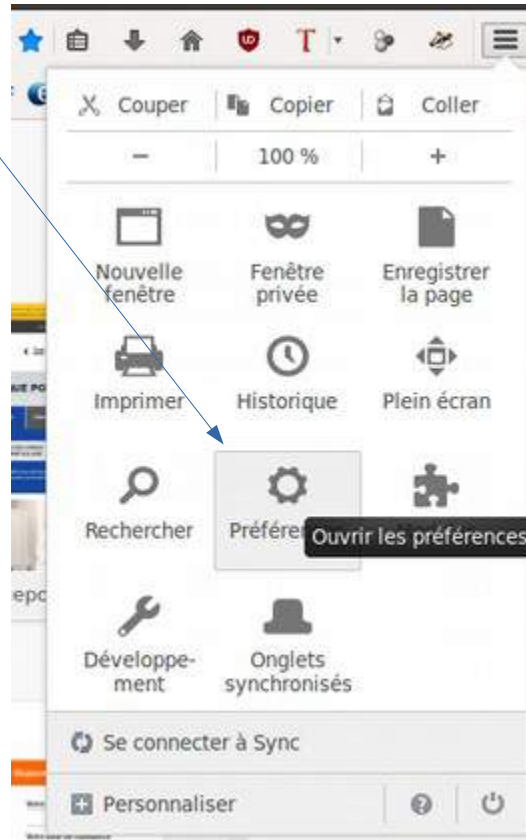 Couper Copier Coller
− 100 % +
Nouvelle fenêtre
Fenêtre privée
Enregistrer la page
Imprimer
Historique
Plein écran
Rechercher
Ouvrir les préférences
Développe-
ment
Onglets
synchronisés
Se connecter à Sync
Personnaliser